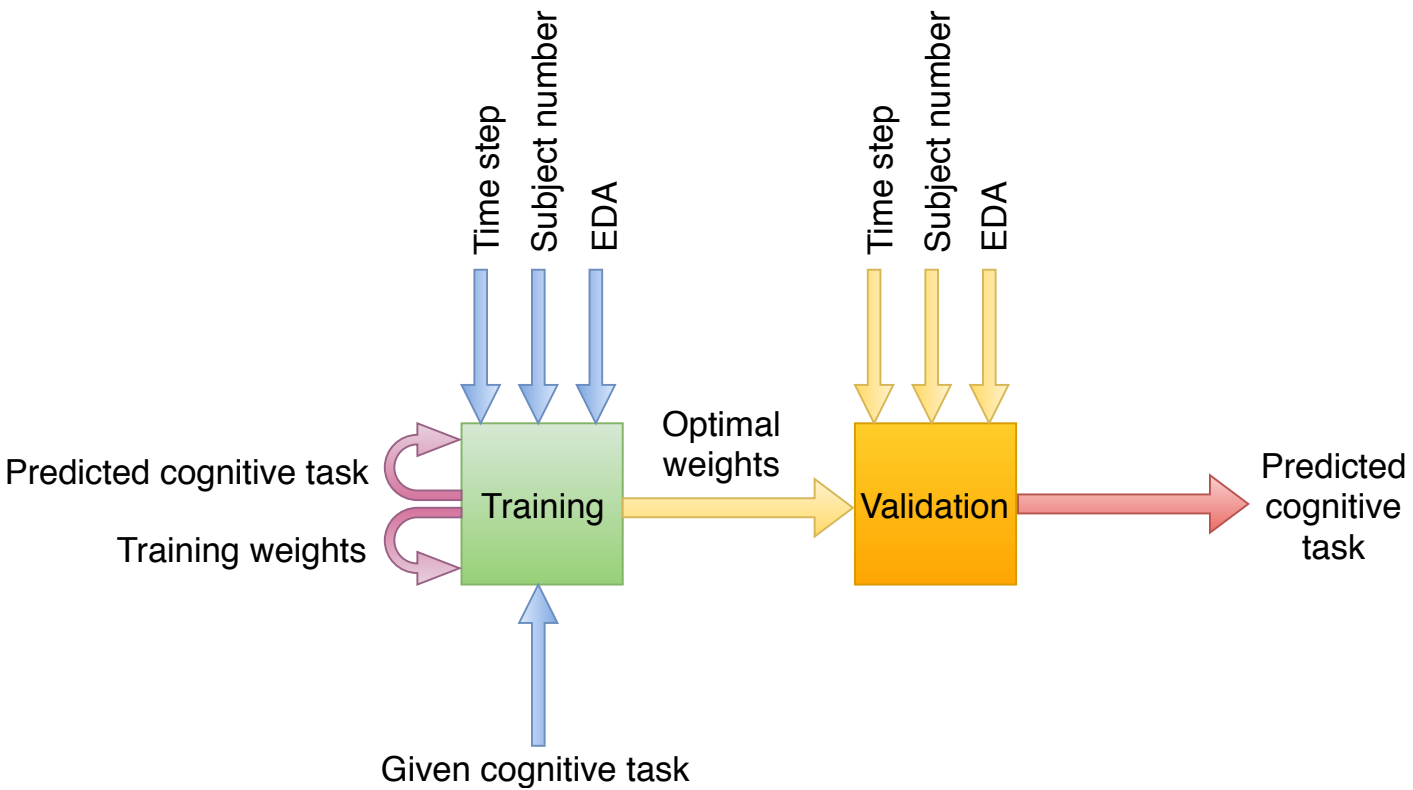 Time step
Subject number
EDA
Time step
Subject number
EDA
Predicted cognitive task
Training weights
Training
Optimal
weights
Validation
Predicted
cognitive
task
Given cognitive task